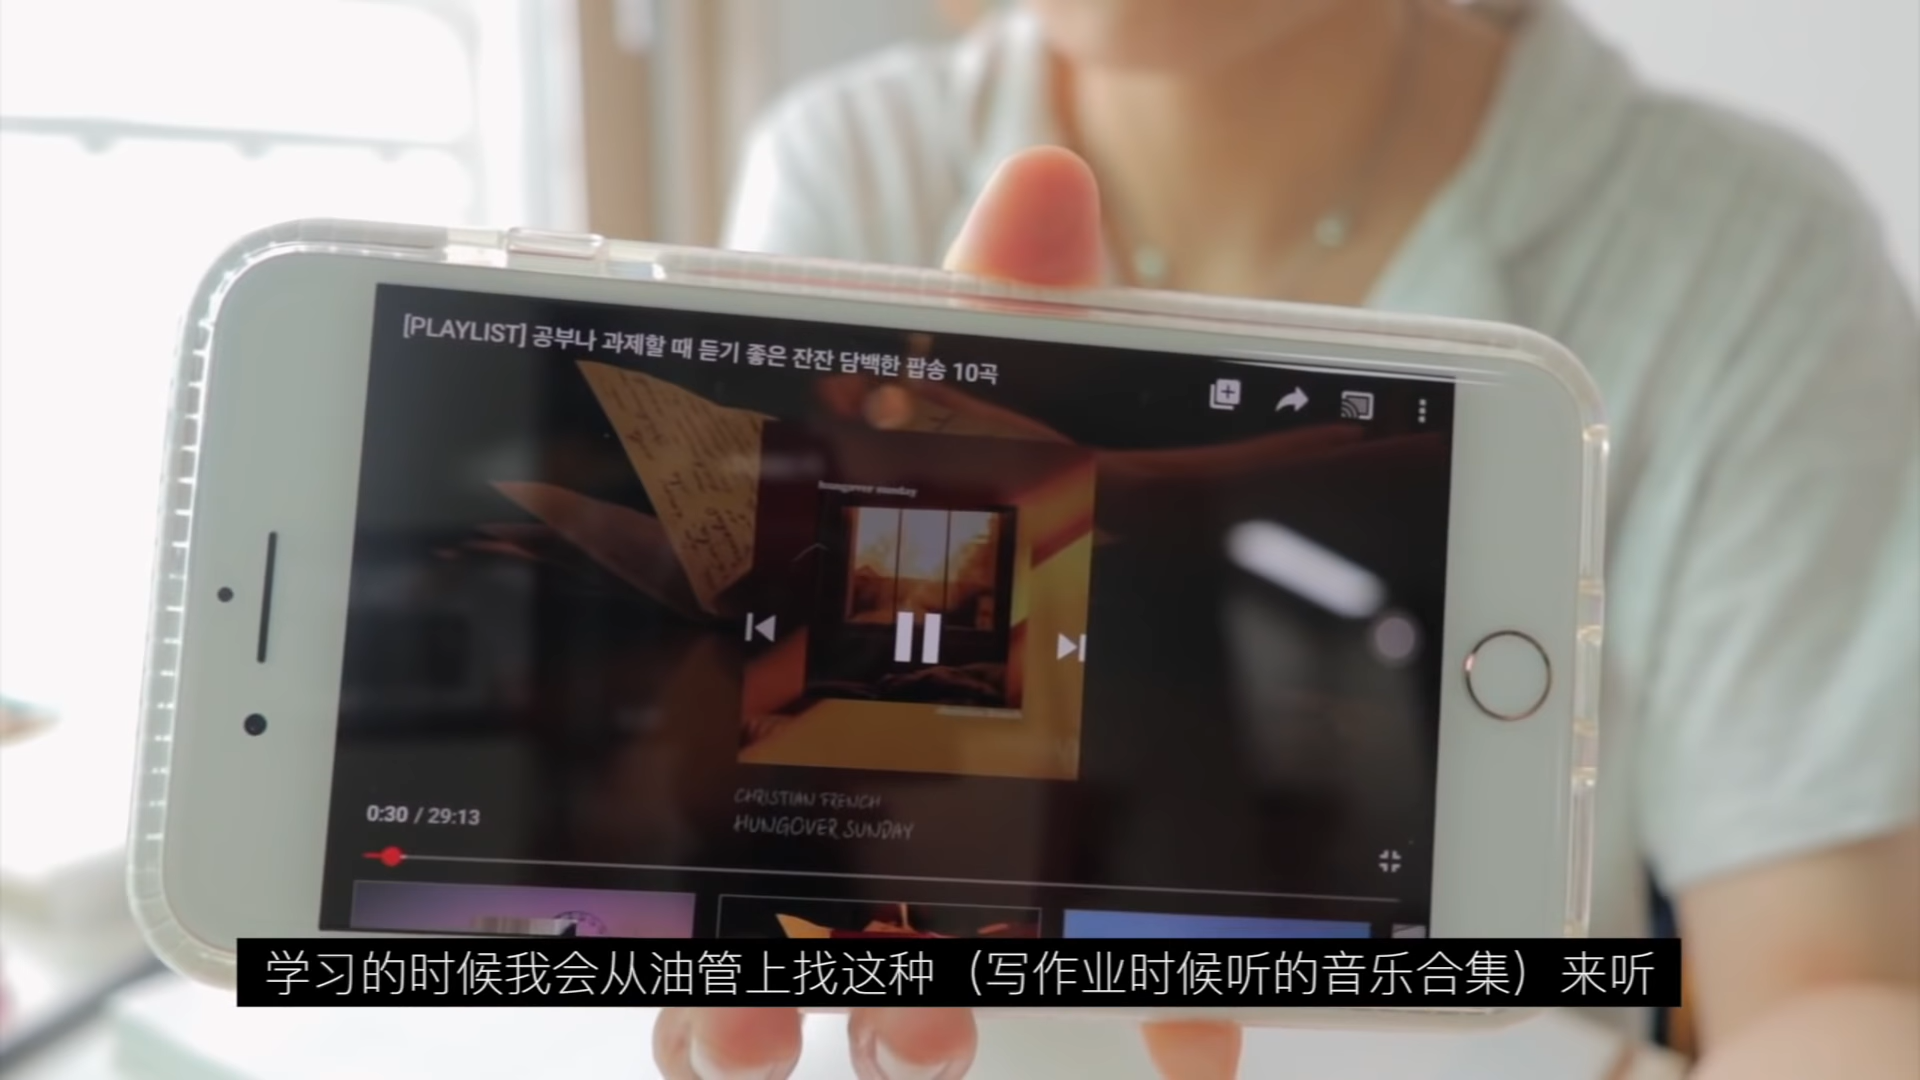 [PLAYLIST] 공부나 과제할 때 듣기 좋은 잔잔 담백한 팝송 10곡
hungover sunday
0:30 / 29:13
CHRISTIAN FRENCH
HUNGOVER SUNDAY
学习的时候我会从油管上找这种（写作业时候听的音乐合集）来听